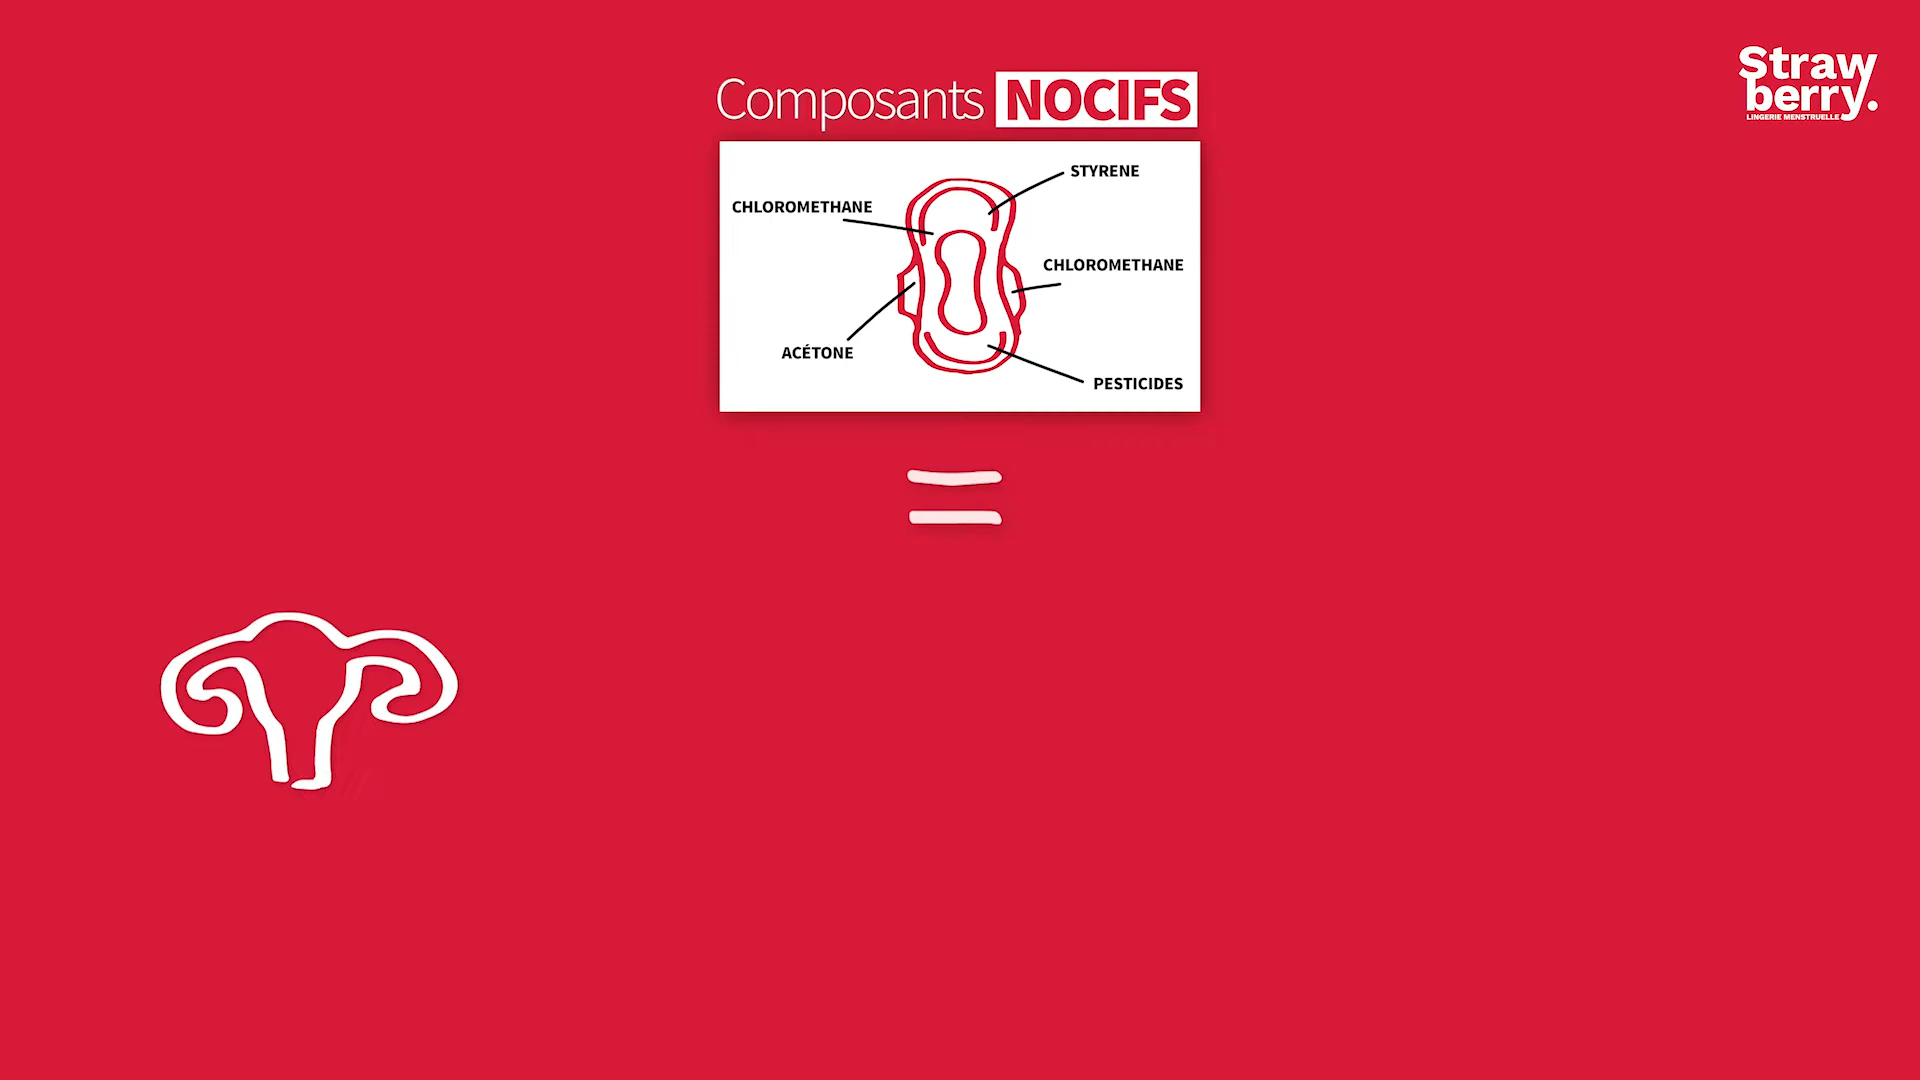 Straw
berry.
LINGERIE MENSTRUELLE
Composants NOCIFS
STYRENE
CHLOROMETHANE
CHLOROMETHANE
ACÉTONE
PESTICIDES